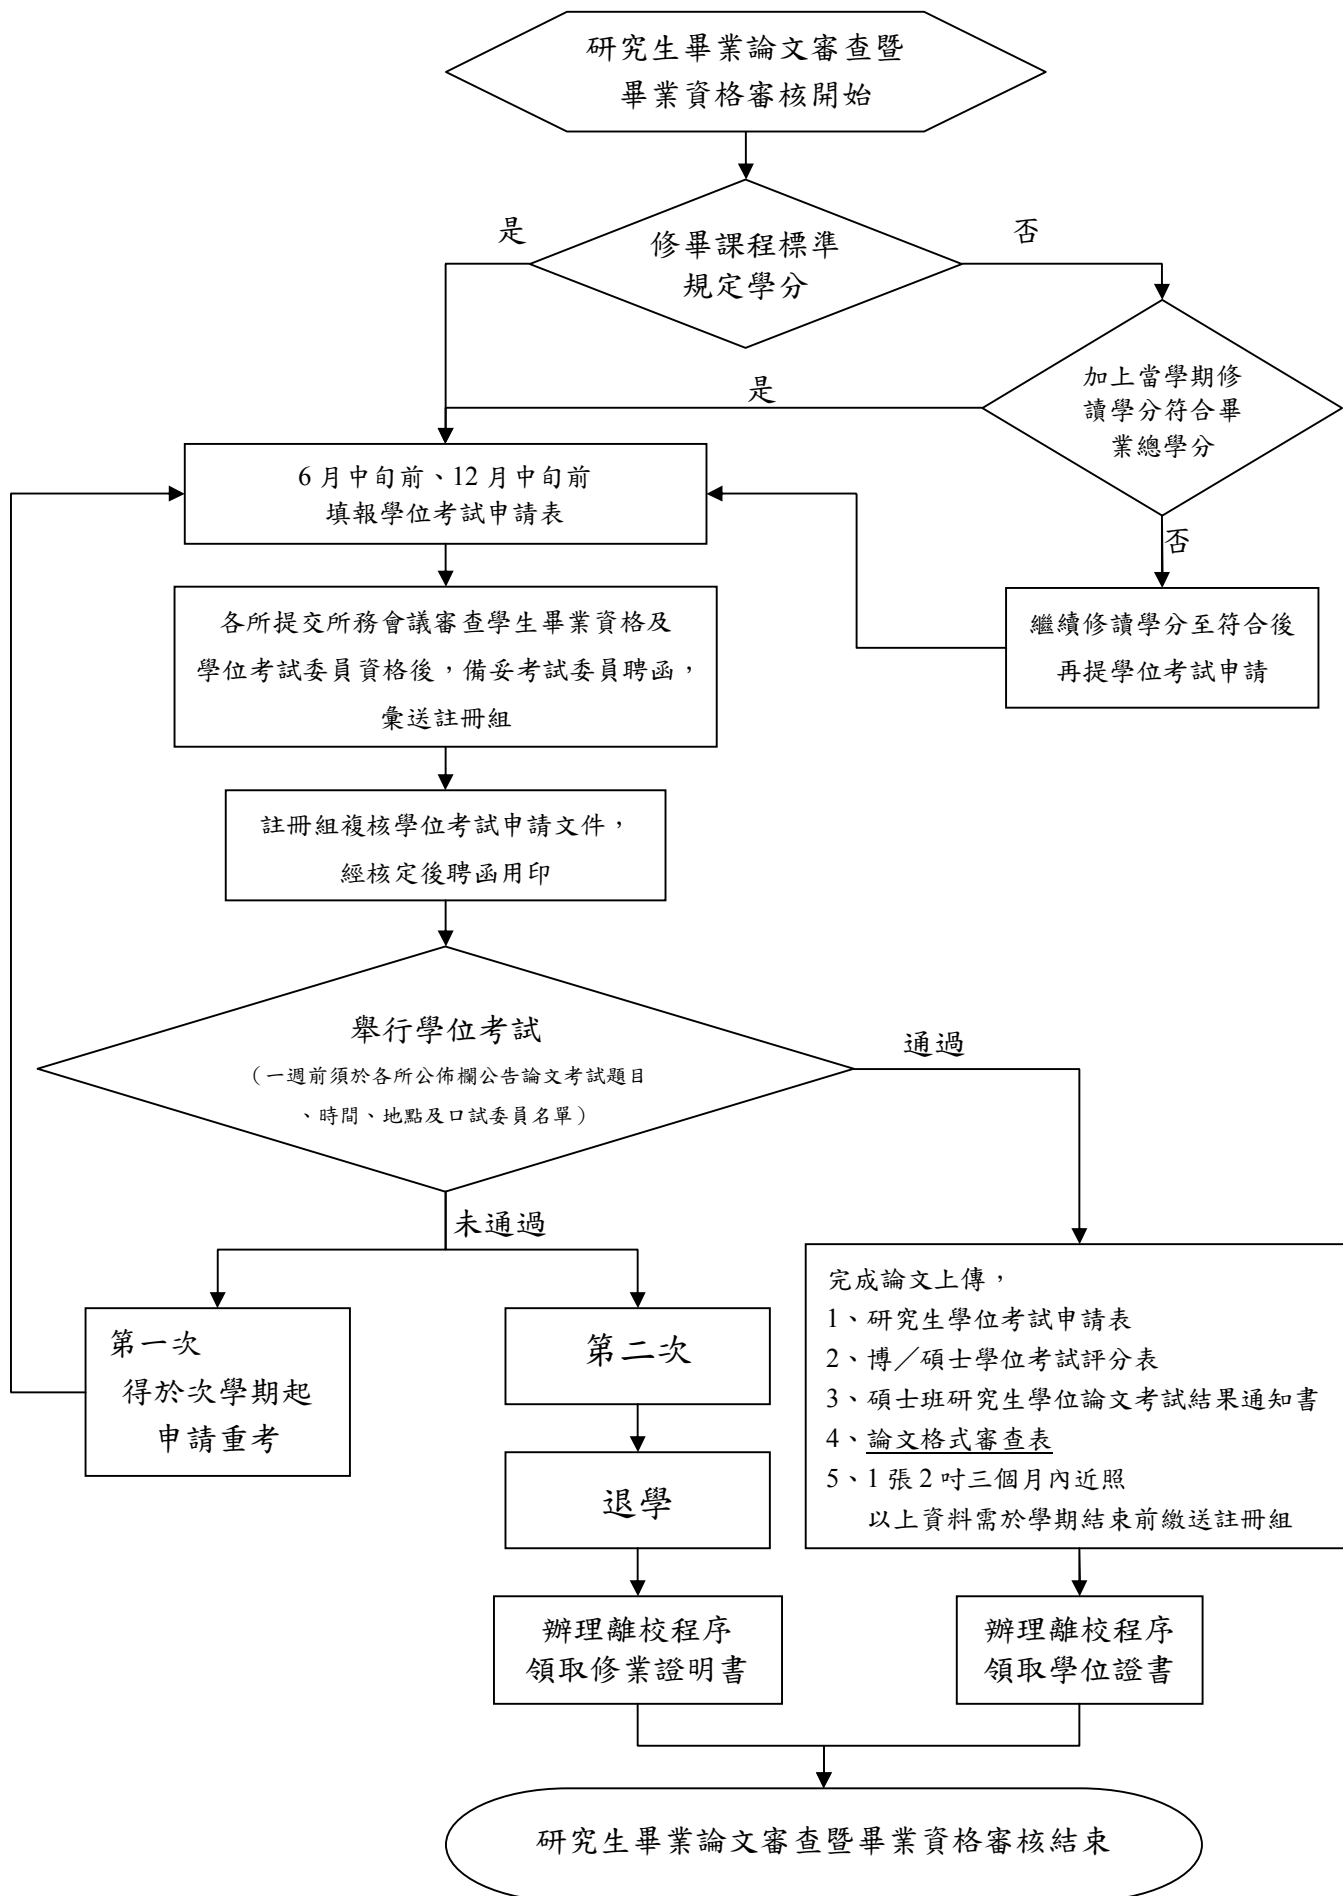 研究生畢業論文審查暨
畢業資格審核開始
是
修畢課程標準
規定學分
否
是
加上當學期修
讀學分符合畢
業總學分
6 月中旬前、12 月中旬前
填報學位考試申請表
否
各所提交所務會議審查學生畢業資格及
學位考試委員資格後，備妥考試委員聘函，
彙送註冊組
繼續修讀學分至符合後
再提學位考試申請
註冊組複核學位考試申請文件，
經核定後聘函用印
舉行學位考試
（一週前須於各所公佈欄公告論文考試題目
、時間、地點及口試委員名單）
通過
未通過
第一次
得於次學期起
申請重考
第二次
退學
辦理離校程序
領取修業證明書
完成論文上傳，
1、研究生學位考試申請表
2、博／碩士學位考試評分表
3、碩士班研究生學位論文考試結果通知書
4、論文格式審查表
5、1 張 2 吋三個月內近照
以上資料需於學期結束前繳送註冊組
辦理離校程序
領取學位證書
研究生畢業論文審查暨畢業資格審核結束